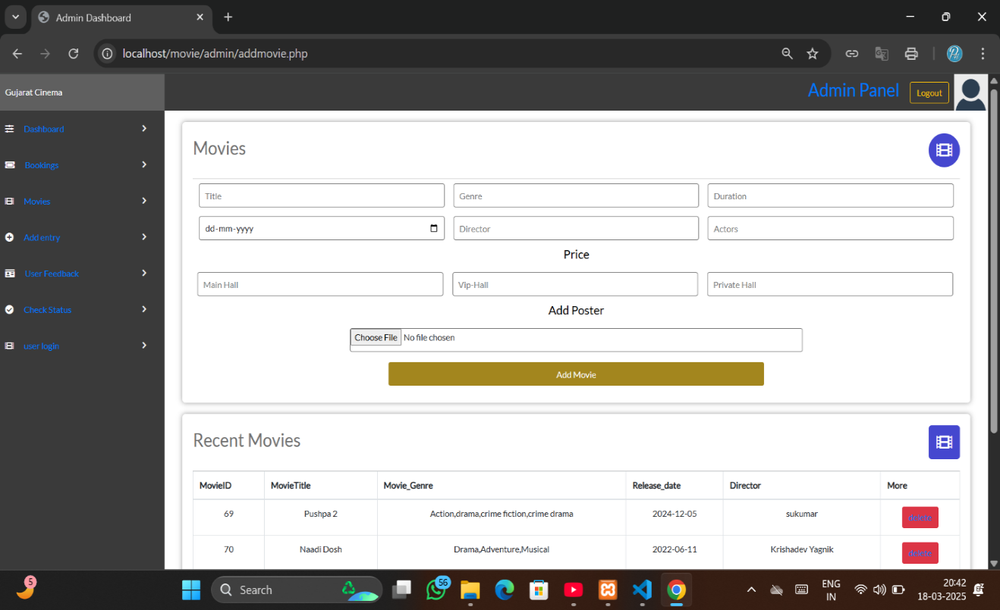 Admin Dashboard
localhost/movie/admin/addmovie.php
Gujarat Cinema
Admin Panel
Logout
Dashboard
Bookings
Movies
Add entry
User Feedback
Check Status
user login
Movies
Title Genre Duration
dd-mm-yyyy Director Actors
Price
Main Hall Vip-Hall Private Hall
Add Poster
Choose File No file chosen
Add Movie
Recent Movies
MovieID MovieTitle Movie_Genre Release_date Director More
69 Pushpa 2 Action,drama,crime fiction,crime drama 2024-12-05 sukumar delete
70 Naadi Dosh Drama,Adventure,Musical 2022-06-11 Krishadev Yagnik delete
5
Search
56
ENG
IN
20:42
18-03-2025